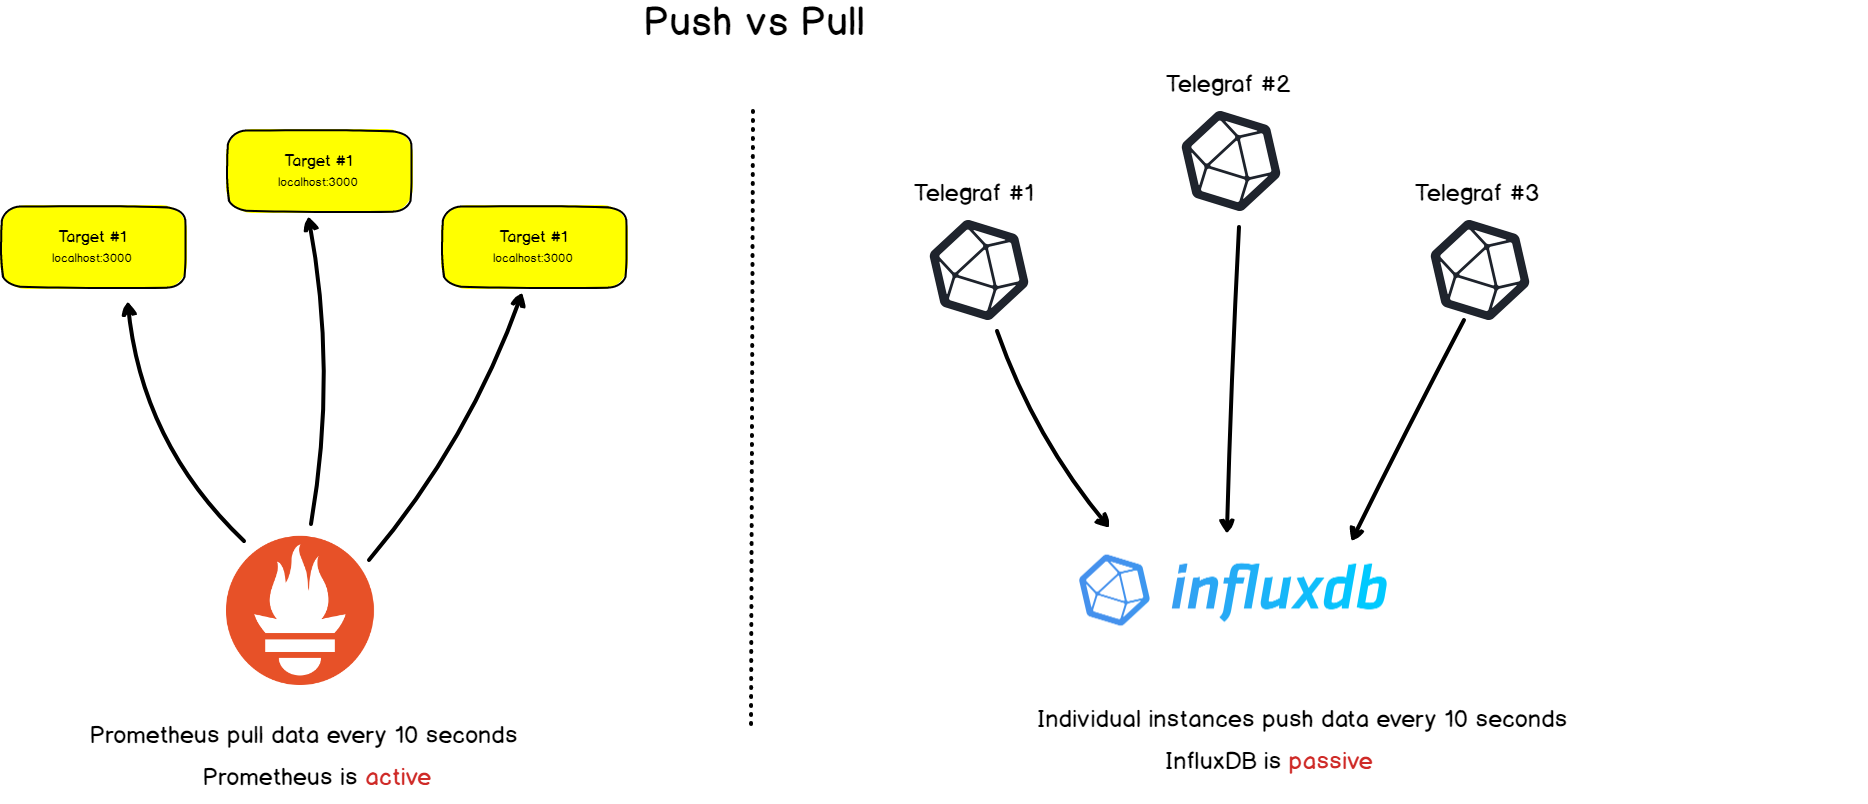 Push vs Pull
Target #1
localhost:3000
Target #1
localhost:3000
Target #1
localhost:3000
Prometheus pull data every 10 seconds
Prometheus is active
Telegraf #2
Telegraf #1
Telegraf #3
influxdb
Individual instances push data every 10 seconds
InfluxDB is passive